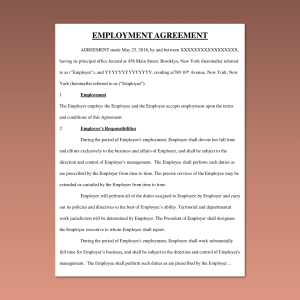 EMPLOYMENT AGREEMENT
AGREEMENT made May 25, 2018, by and between XXXXXXXXXXXXXXXXX,
having its principal office located at 456 Main Street, Brooklyn, New York (hereinafter referred
to as ("Employer"), and YYYYYYYYYYYYY, residing at789 10th Avenue, New York, New
York (hereinafter referred to as ("Employee").
1 Employment
The Employer employs the Employee and the Employee accepts employment upon the terms
and conditions of this Agreement.
2 Employee's Responsibilities
During the period of Employee's employment, Employee shall devote her full time
and efforts exclusively to the business and affairs of Employer, and shall be subject to the
direction and control of Employer's management. The Employee shall perform such duties as
are prescribed by the Employer from time to time. The precise services of the Employee may be
extended or curtailed by the Employer from time to time.
Employee will perform all of the duties assigned to Employee by Employer and carry
out its policies and directives to the best of Employee's ability. Territorial and departmental
work jurisdiction will be determined by Employer. The President of Employer shall designate
the Employer executive to whom Employee shall report.
During the period of Employee's employment, Employee shall work substantially
full time for Employer's business, and shall be subject to the direction and control of Employer's
management. The Employee shall perform such duties as are prescribed by the Employer…